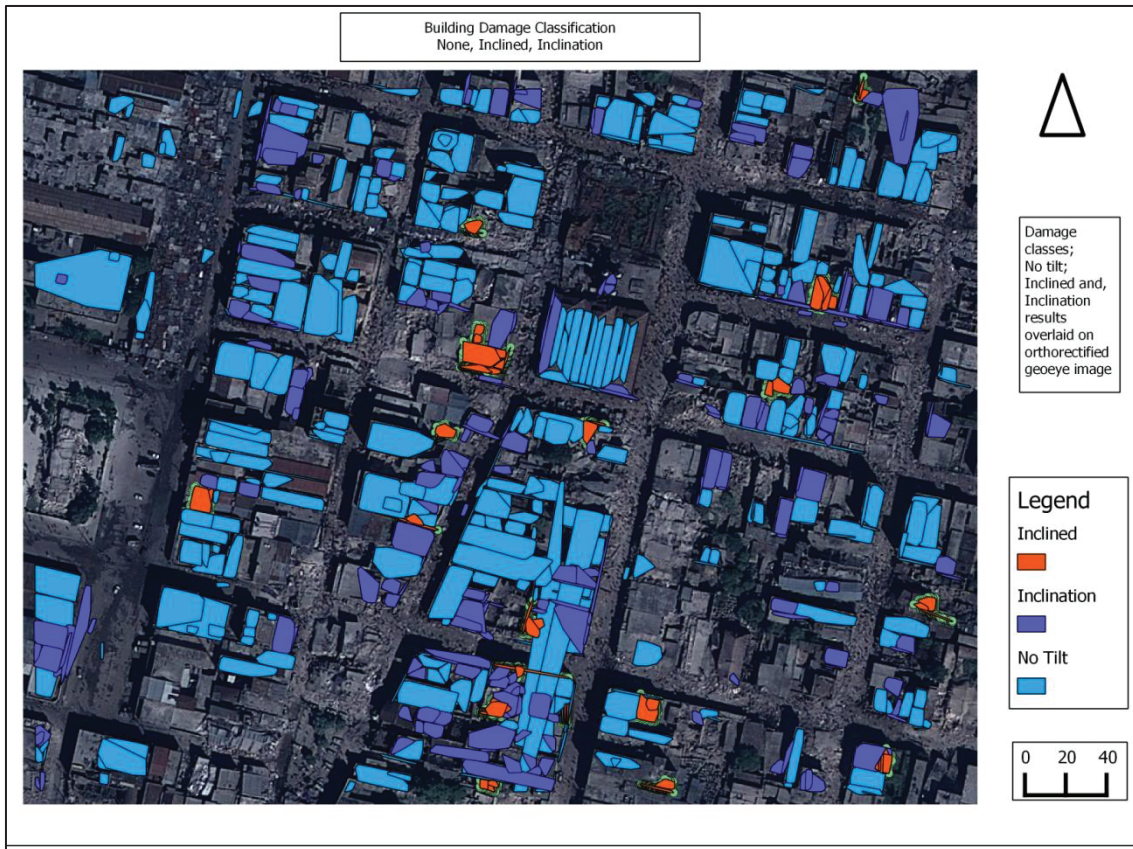 Building Damage Classification
None, Inclined, Inclination
Damage
classes;
No tilt;
Inclined and,
Inclination
results
overlaid on
orthorectified
geoeye image
Legend
Inclined
Inclination
No Tilt
0 20 40